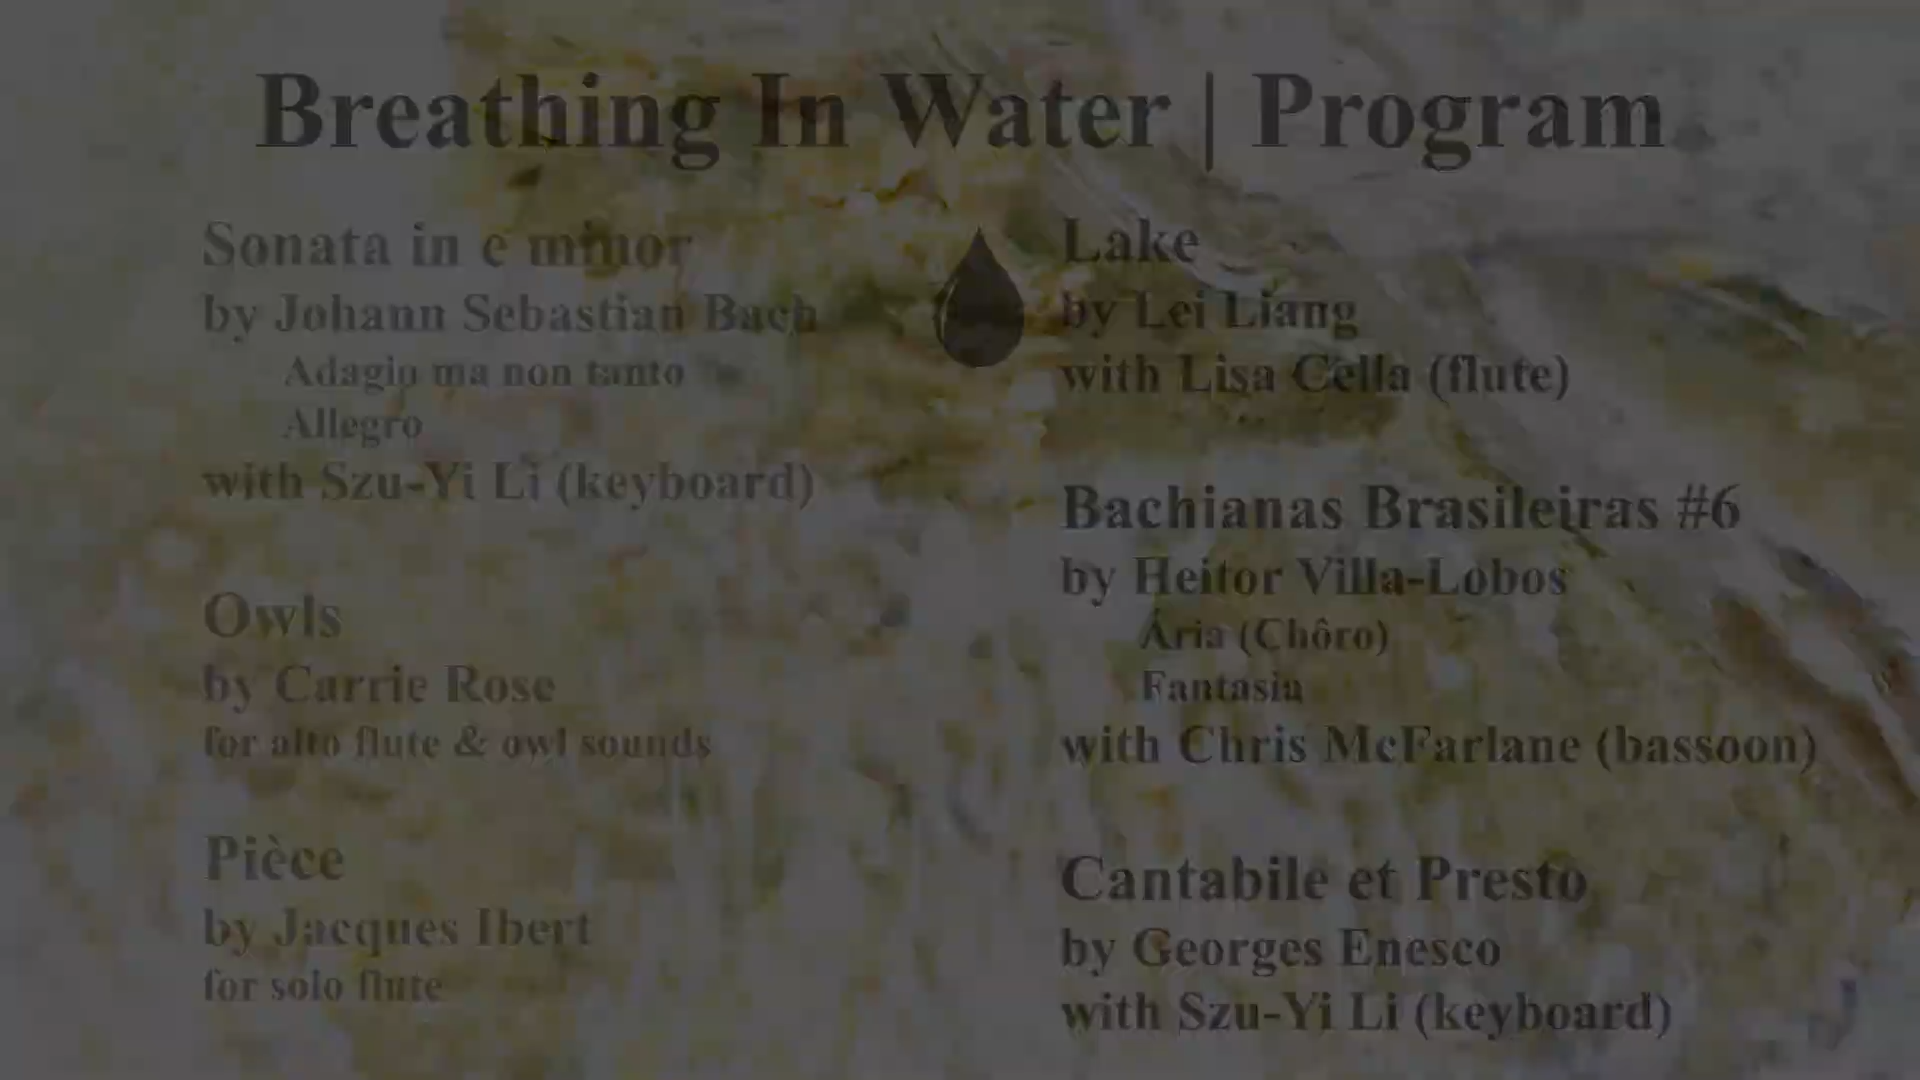 Breathing In Water | Program
Sonata in e minor
by Johann Sebastian Bach
Adagio ma non tanto
Allegro
with Szu-Yi Li (keyboard)
Owls
by Carrie Rose
for alto flute & owl sounds
Pièce
by Jacques Ibert
for solo flute
Lake
by Lei Liang
with Lisa Cella (flute)
Bachianas Brasileiras #6
by Heitor Villa-Lobos
Ária (Chôro)
Fantasia
with Chris McFarlane (bassoon)
Cantabile et Presto
by Georges Enesco
with Szu-Yi Li (keyboard)